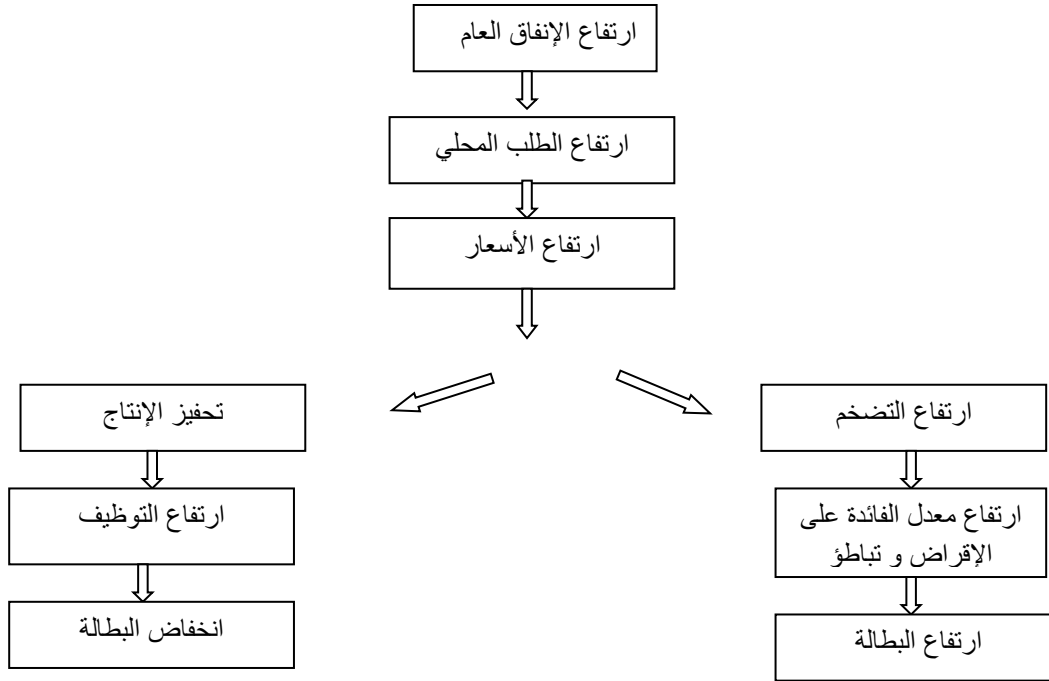 ارتفاع الإنفاق العام
ارتفاع الطلب المحلي
ارتفاع الأسعار
ارتفاع التضخم
تحفيز الإنتاج
ارتفاع معدل الفائدة على
الإقراض و تباطؤ
ارتفاع التوظيف
ارتفاع البطالة
انخفاض البطالة